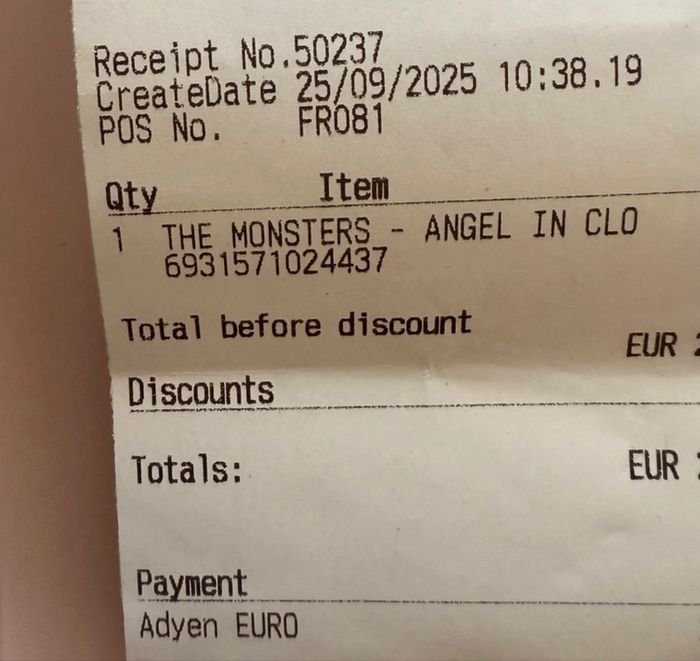 Receipt No.50237
CreateDate 25/09/2025 10:38.19
POS No. FR081
Qty Item
1 THE MONSTERS - ANGEL IN CLO
6931571024437
Total before discount
EUR
Discounts
Totals: EUR
Payment
Adyen EURO